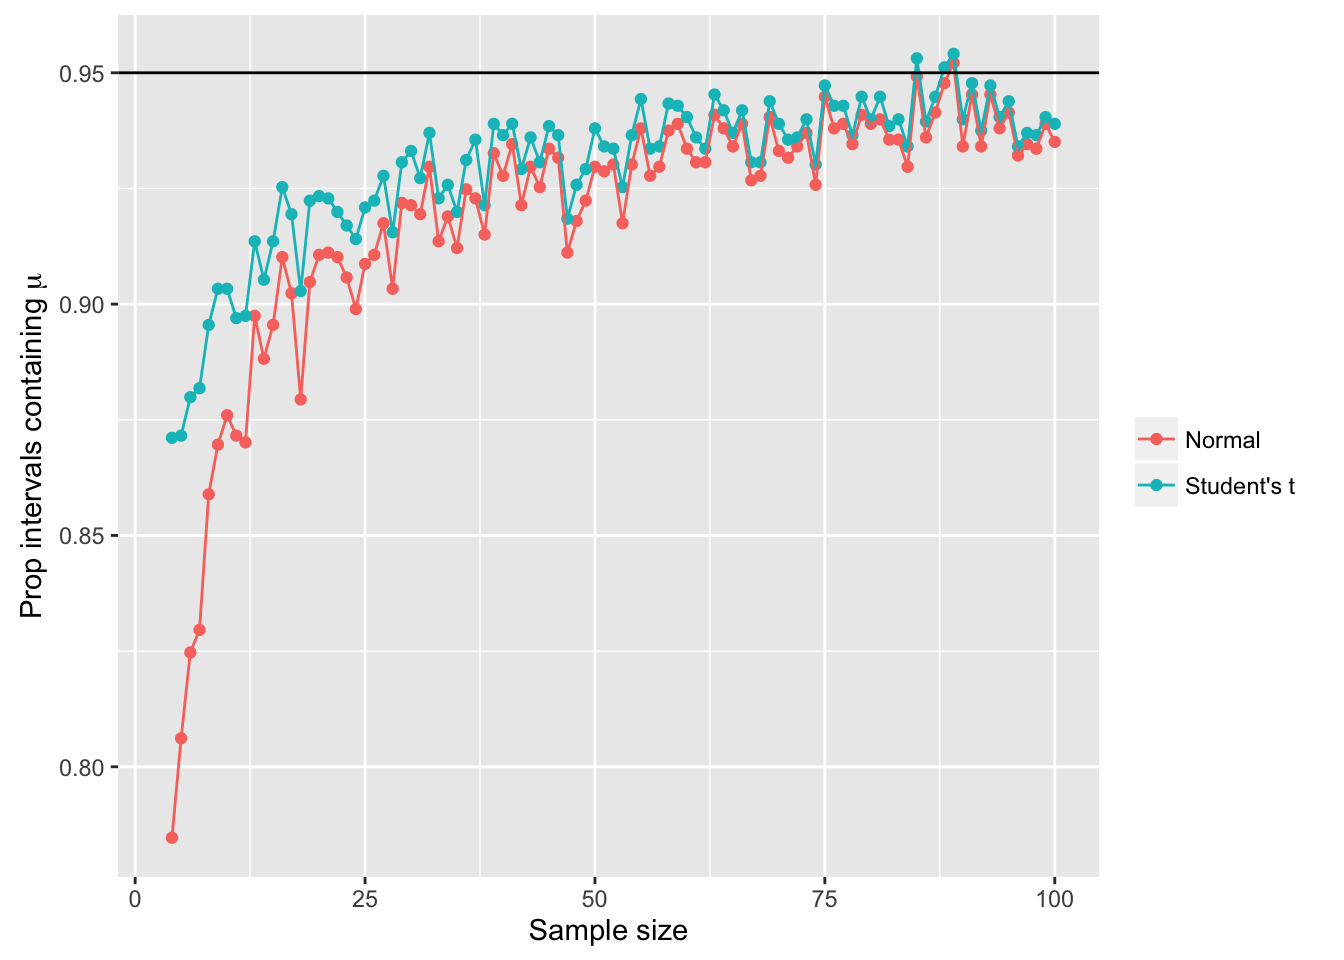 0.95
0.90
0.85
0.80
Prop intervals containing μ
0 25 50 75 100
Sample size
Normal
Student's t